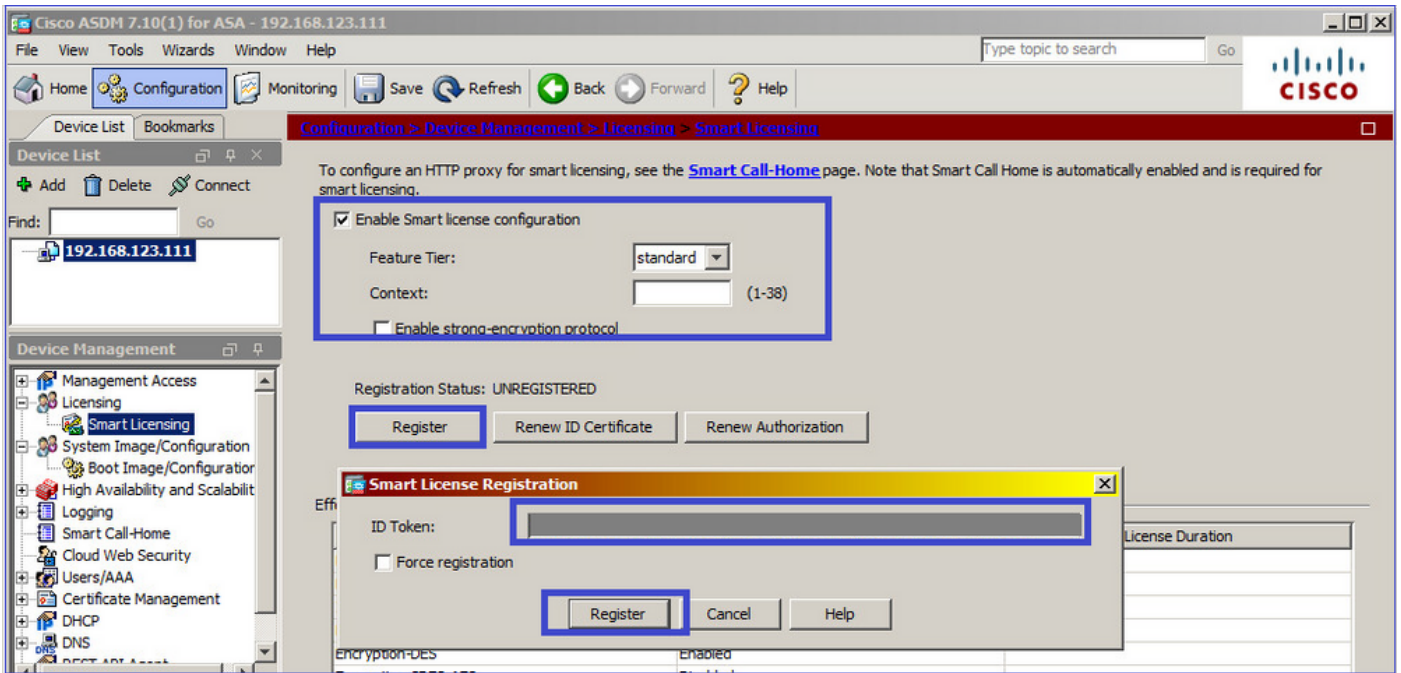 Cisco ASDM 7.10(1) for ASA - 192.168.123.111
File View Tools Wizards Window Help
Type topic to search Go
Home Configuration Monitoring Save Refresh Back Forward Help
CISCO
Device List Bookmarks
Configuration > Device Management > Licensing > Smart Licensing
Device List
Add Delete Connect
Find: Go
192.168.123.111
To configure an HTTP proxy for smart licensing, see the Smart Call-Home page. Note that Smart Call Home is automatically enabled and is required for
smart licensing.
Enable Smart license configuration
Feature Tier: standard
Context: (1-38)
Enable strong-encryption protocol
Device Management
Management Access
Licensing
Smart Licensing
System Image/Configuration
Boot Image/Configuration
High Availability and Scalabilit
Logging
Smart Call-Home
Cloud Web Security
Users/AAA
Certificate Management
DHCP
DNS
REST API Agent
Registration Status: UNREGISTERED
Register Renew ID Certificate Renew Authorization
Smart License Registration
Eff
ID Token:
Force registration
Register Cancel Help
License Duration
Encryption-DES Enabled